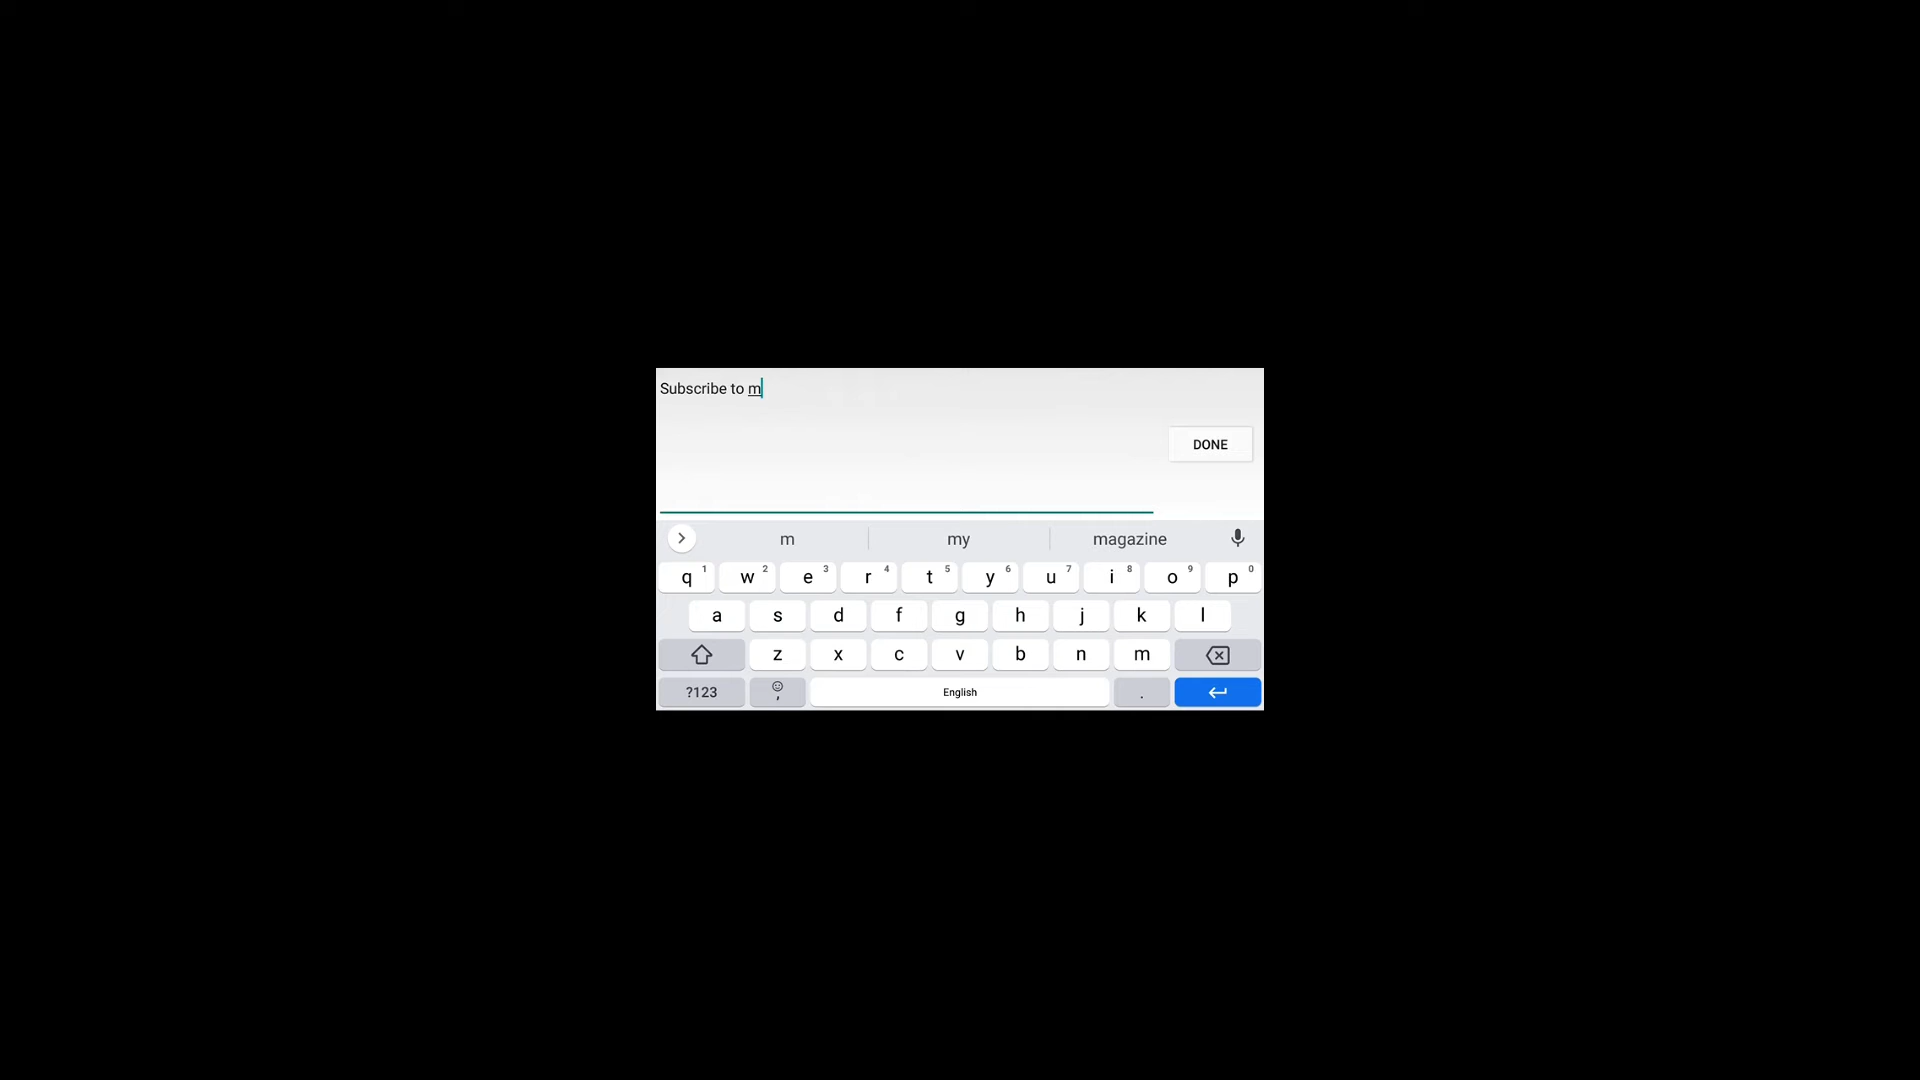 Subscribe to m
DONE
m my magazine
q 1 w 2 e 3 r 4 t 5 y 6 u 7 i 8 o 9 p 0
a s d f g h j k l
z x c v b n m
?123 , English .